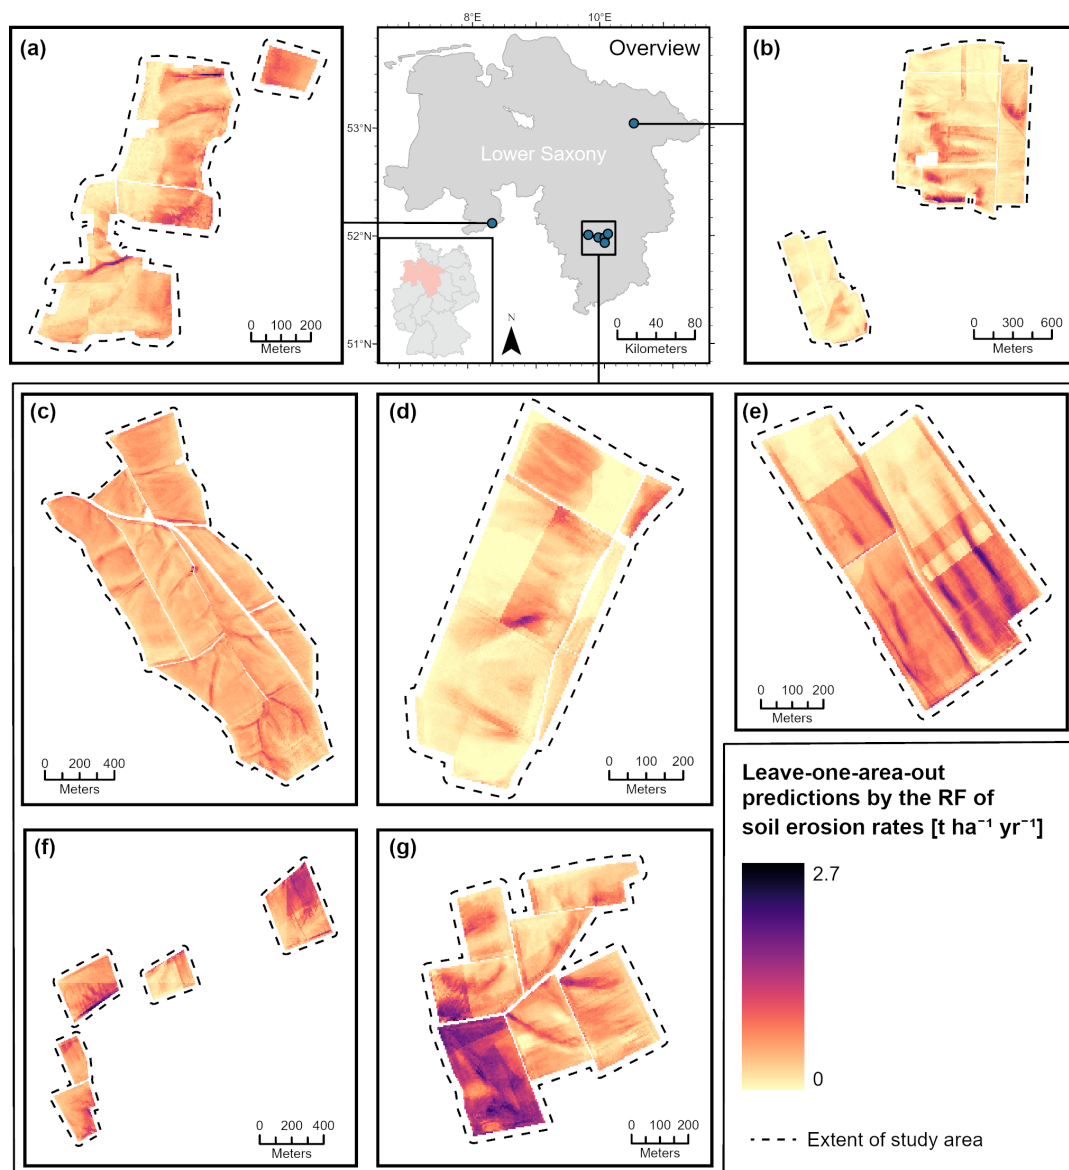 (a)
0 100 200
Meters
8°E
10°E
Overview
53°N
52°N
51°N
Lower Saxony
N
0 40 80
Kilometers
(b)
0 300 600
Meters
(c)
0 200 400
Meters
(d)
0 100 200
Meters
(e)
0 100 200
Meters
(f)
0 200 400
Meters
(g)
0 100 200
Meters
Leave-one-area-out
predictions by the RF of
soil erosion rates [t ha⁻¹ yr⁻¹]
2.7
0
Extent of study area